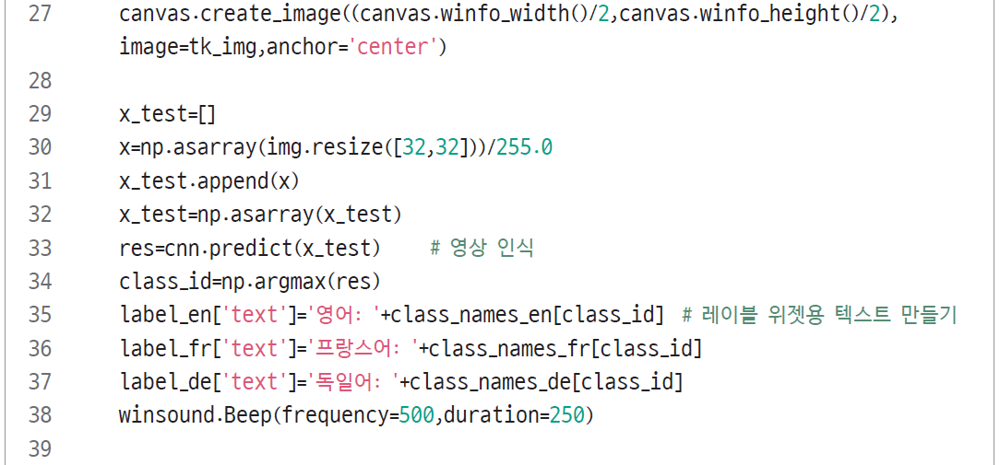 27 canvas.create_image((canvas.winfo_width()/2,canvas.winfo_height()/2),
image=tk_img,anchor='center')
28
29 x_test=[]
30 x=np.asarray(img.resize([32,32]))/255.0
31 x_test.append(x)
32 x_test=np.asarray(x_test)
33 res=cnn.predict(x_test) # 영상 인식
34 class_id=np.argmax(res)
35 label_en['text']='영어: '+class_names_en[class_id] # 레이블 위젯용 텍스트 만들기
36 label_fr['text']='프랑스어: '+class_names_fr[class_id]
37 label_de['text']='독일어: '+class_names_de[class_id]
38 winsound.Beep(frequency=500,duration=250)
39